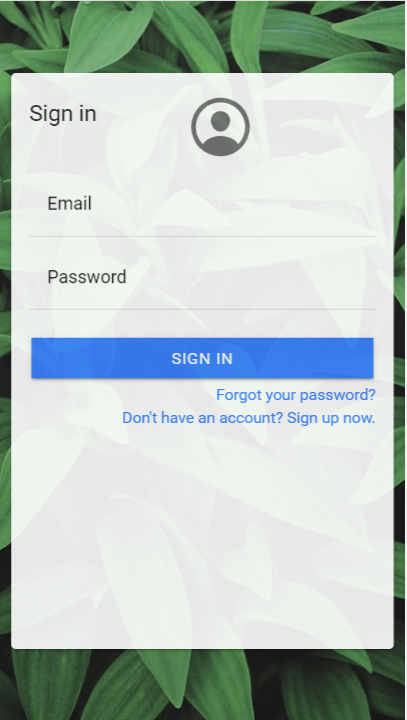 Sign in
Email
Password
SIGN IN
Forgot your password?
Don't have an account? Sign up now.